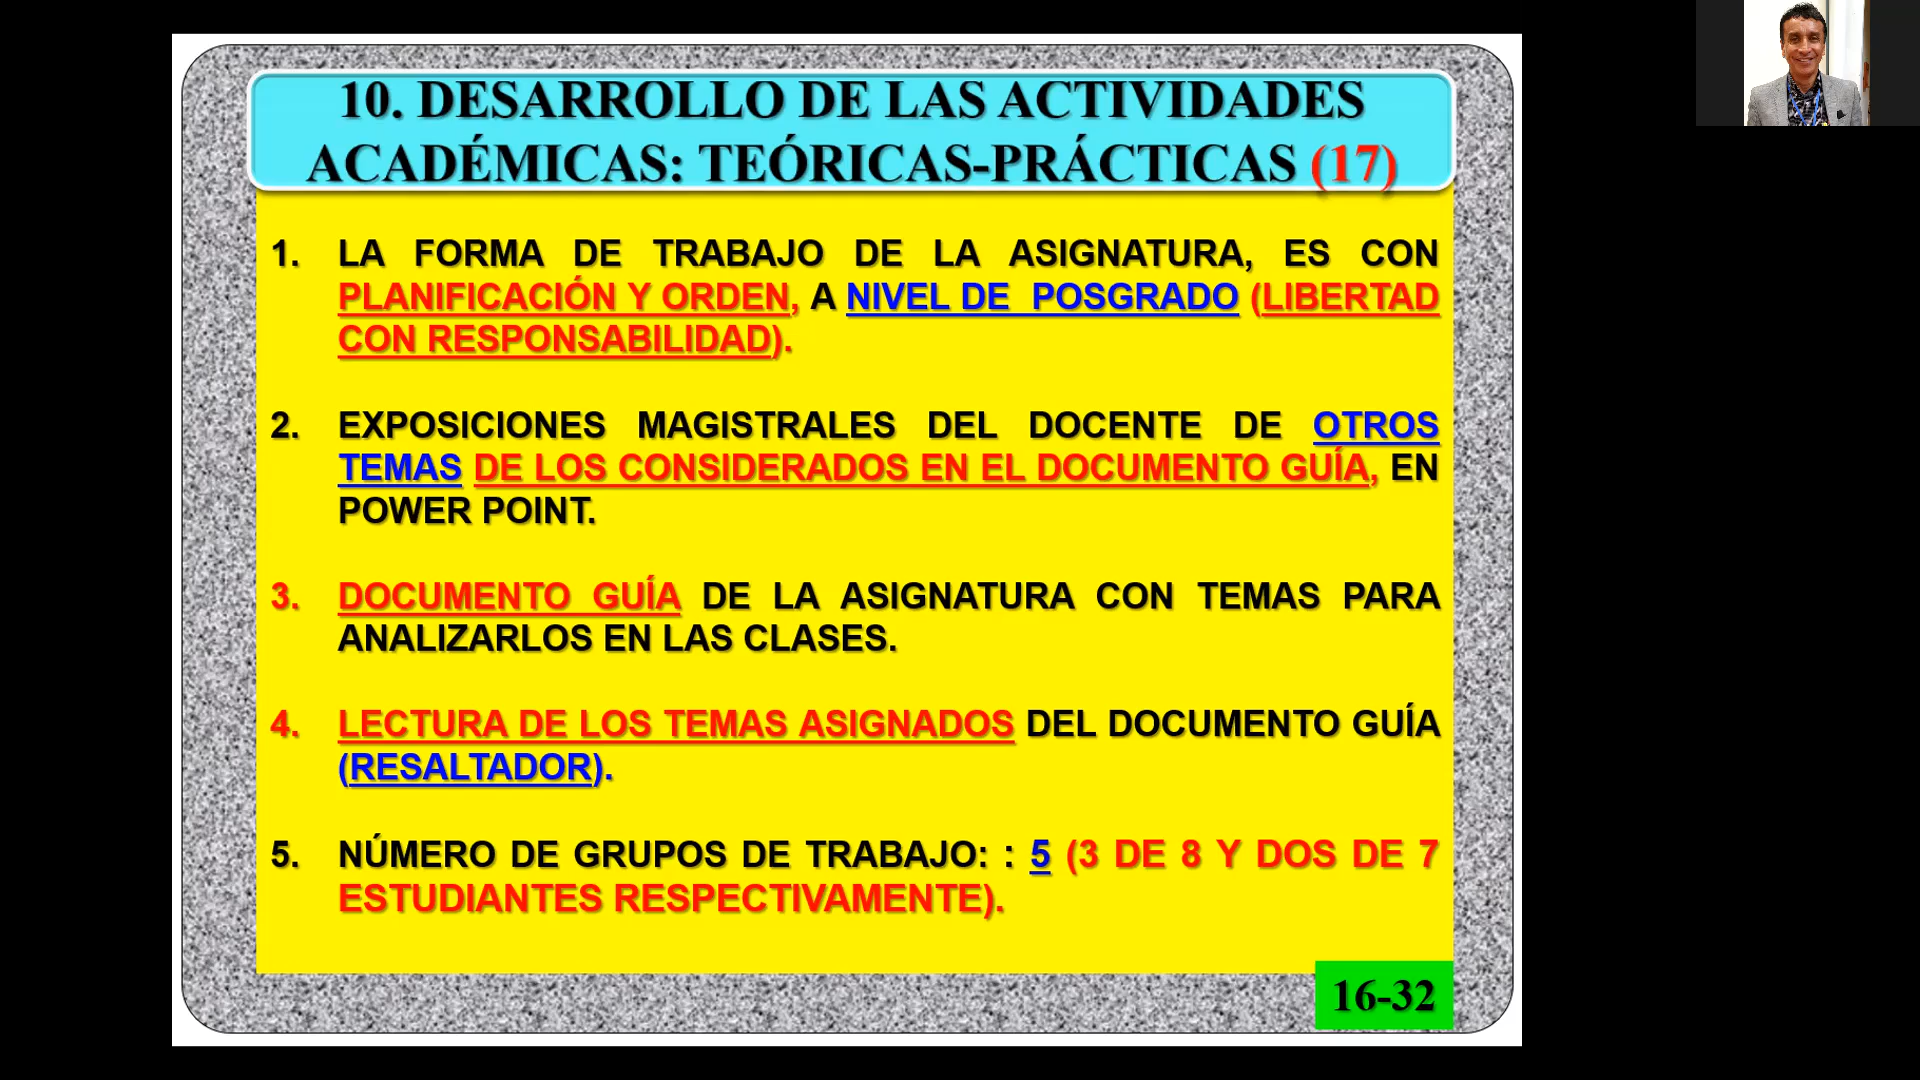 10. DESARROLLO DE LAS ACTIVIDADES
ACADÉMICAS: TEÓRICAS-PRÁCTICAS (17)
1. LA FORMA DE TRABAJO DE LA ASIGNATURA, ES CON
PLANIFICACIÓN Y ORDEN, A NIVEL DE POSGRADO (LIBERTAD
CON RESPONSABILIDAD).
2. EXPOSICIONES MAGISTRALES DEL DOCENTE DE OTROS
TEMAS DE LOS CONSIDERADOS EN EL DOCUMENTO GUÍA, EN
POWER POINT.
3. DOCUMENTO GUÍA DE LA ASIGNATURA CON TEMAS PARA
ANALIZARLOS EN LAS CLASES.
4. LECTURA DE LOS TEMAS ASIGNADOS DEL DOCUMENTO GUÍA
(RESALTADOR).
5. NÚMERO DE GRUPOS DE TRABAJO: : 5 (3 DE 8 Y DOS DE 7
ESTUDIANTES RESPECTIVAMENTE).
16-32